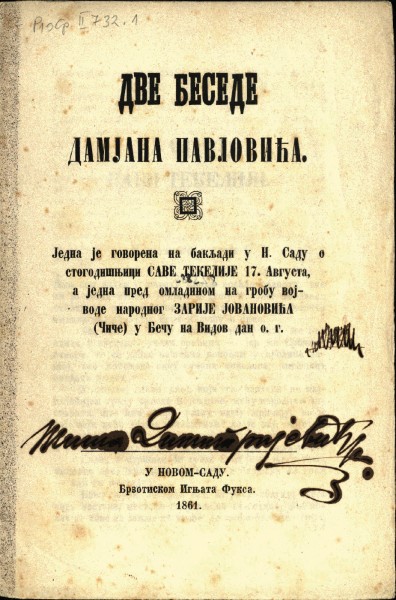 II 732.1
ДВЕ БЕСЕДЕ
ДАМЈАНА ПАВЛОВИЋА.
Једна је говорена на бакљади у Н. Саду о
стогодишњици САВЕ ТЕКЕЛИЈЕ 17. Августа,
а једна пред омладином на гробу вој-
воде народног ЗАРИЈЕ ЈОВАНОВИЋА
(Чиче) у Бечу на Видов дан о. г.
Димитријевић
У НОВОМ-САДУ.
Брзотиском Игњата Фукса.
1861.